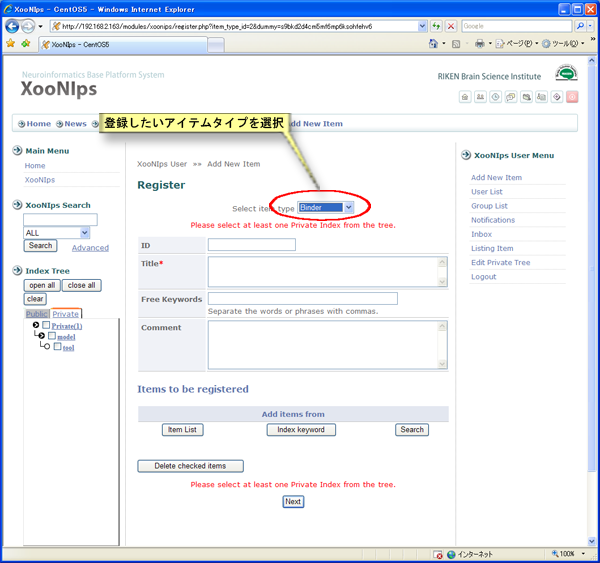 XooNIps - CentOS5 - Windows Internet Explorer
http://192.168.2.163/modules/xoonips/register.php?item_type_id=2&dummy=s9bkd2d4cmi5mf6mp6ksohfehv6
XooNIps - CentOS5
ページ(P)
ツール(O)
Neuroinformatics Base Platform System
XooNIps
RIKEN Brain Science Institute
Home
News
dd New Item
登録したいアイテムタイプを選択
Main Menu
Home
XooNIps
XooNIps Search
ALL
Search
Advanced
Index Tree
open all
close all
clear
Public
Private
Private(1)
model
tool
XooNIps User »» Add New Item
Register
Select item type
Binder
Please select at least one Private Index from the tree.
ID
Title*
Free Keywords
Separate the words or phrases with commas.
Comment
Items to be registered
Add items from
Item List
Index keyword
Search
Delete checked items
Please select at least one Private Index from the tree.
Next
XooNIps User Menu
Add New Item
User List
Group List
Notifications
Inbox
Listing Item
Edit Private Tree
Logout
インターネット
100%